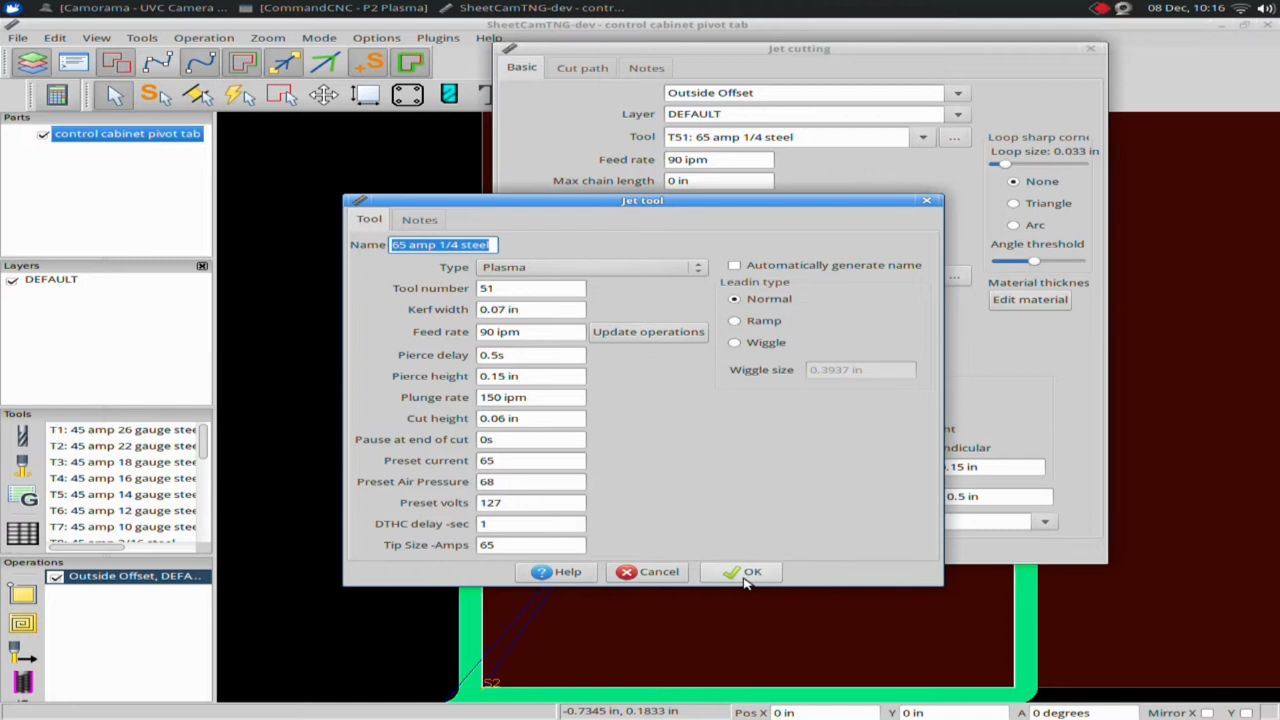 [Camorama - UVC Camera ...
[CommandCNC - P2 Plasma]
SheetCamTNG-dev - contr...
08 Dec, 10:16
SheetCamTNG-dev - control cabinet pivot tab
File Edit View Tools Operation Zoom Mode Options Plugins Help
Parts
control cabinet pivot tab
Layers
DEFAULT
Tools
T1: 45 amp 26 gauge stee
T2: 45 amp 22 gauge stee
T3: 45 amp 18 gauge stee
T4: 45 amp 16 gauge stee
T5: 45 amp 14 gauge stee
T6: 45 amp 12 gauge stee
T7: 45 amp 10 gauge stee
Operations
Outside Offset, DEFA...
Jet cutting
Basic Cut path Notes
Outside Offset
Layer DEFAULT
Tool T51: 65 amp 1/4 steel ...
Feed rate 90 ipm
Max chain length 0 in
Loop sharp corne
Loop size: 0.033 in
None
Triangle
Arc
Angle threshold
...
Material thicknes
Edit material
nt
ndicular
.15 in
0.5 in
Jet tool
Tool Notes
Name 65 amp 1/4 steel
Type Plasma
Tool number 51
Kerf width 0.07 in
Feed rate 90 ipm Update operations
Pierce delay 0.5s
Pierce height 0.15 in
Plunge rate 150 ipm
Cut height 0.06 in
Pause at end of cut 0s
Preset current 65
Preset Air Pressure 68
Preset volts 127
DTHC delay -sec 1
Tip Size -Amps 65
Automatically generate name
Leadin type
Normal
Ramp
Wiggle
Wiggle size 0.3937 in
Help Cancel OK
S2
-0.7345 in, 0.1833 in Pos X 0 in Y 0 in A 0 degrees Mirror X Y